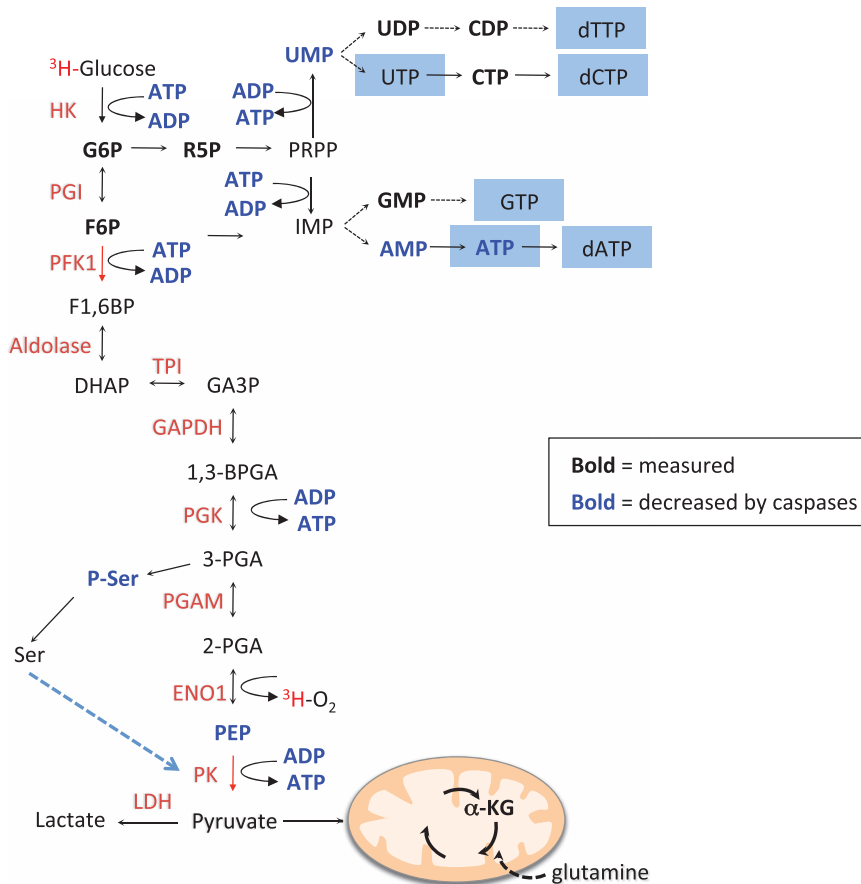 UDP CDP dTTP
UMP
³H-Glucose
UTP CTP dCTP
ATP
ADP
HK
ADP
ATP
G6P R5P PRPP
PGI
ATP
ADP
GMP GTP
F6P
IMP
PFK1
ATP
ADP
AMP ATP dATP
F1,6BP
Aldolase
TPI
DHAP GA3P
GAPDH
1,3-BPGA
Bold = measured
Bold = decreased by caspases
PGK
ADP
ATP
3-PGA
P-Ser
PGAM
2-PGA
Ser
ENO1
³H-O₂
PEP
PK
ADP
ATP
LDH
Lactate Pyruvate
α-KG
glutamine